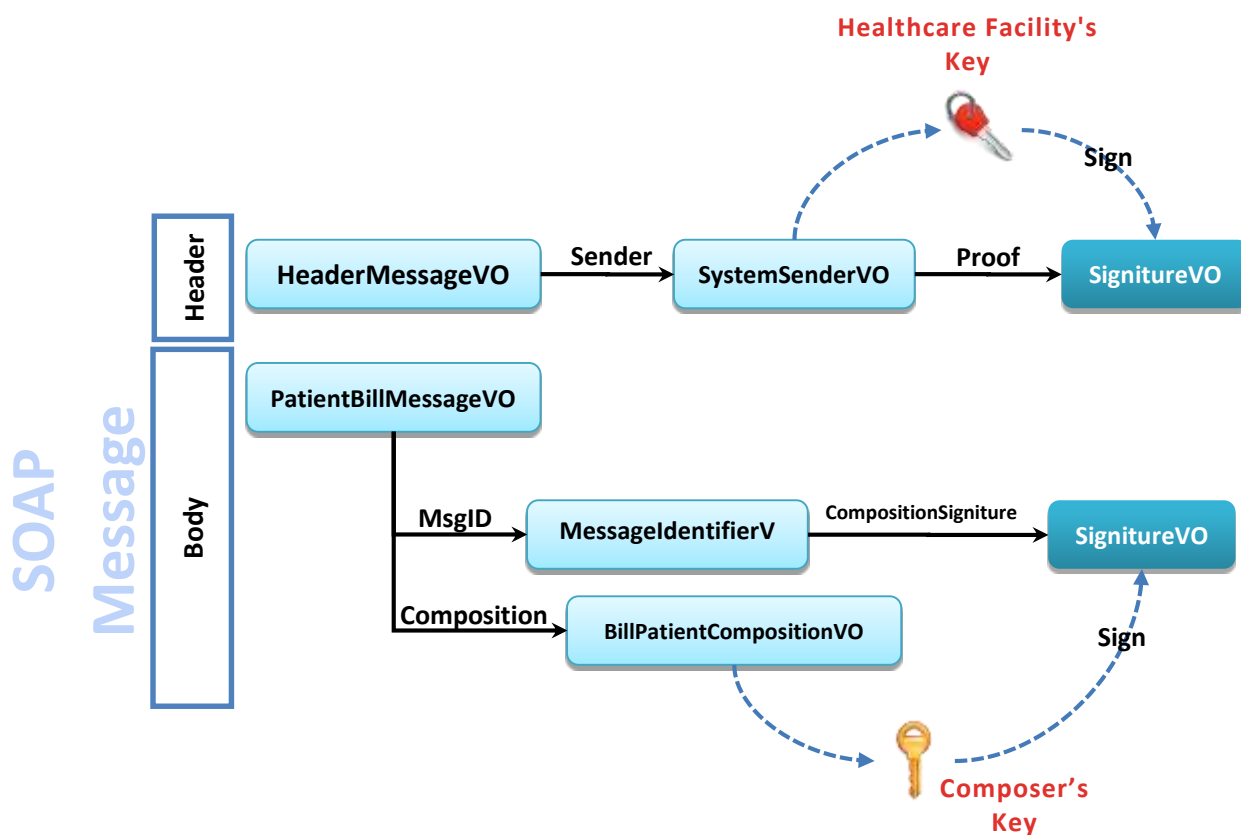 Healthcare Facility's
Key
Sign
Header
HeaderMessageVO
Sender
SystemSenderVO
Proof
SignitureVO
SOAP
Message
Body
PatientBillMessageVO
MsgID
MessageIdentifierV
CompositionSigniture
SignitureVO
Composition
BillPatientCompositionVO
Sign
Composer’s
Key